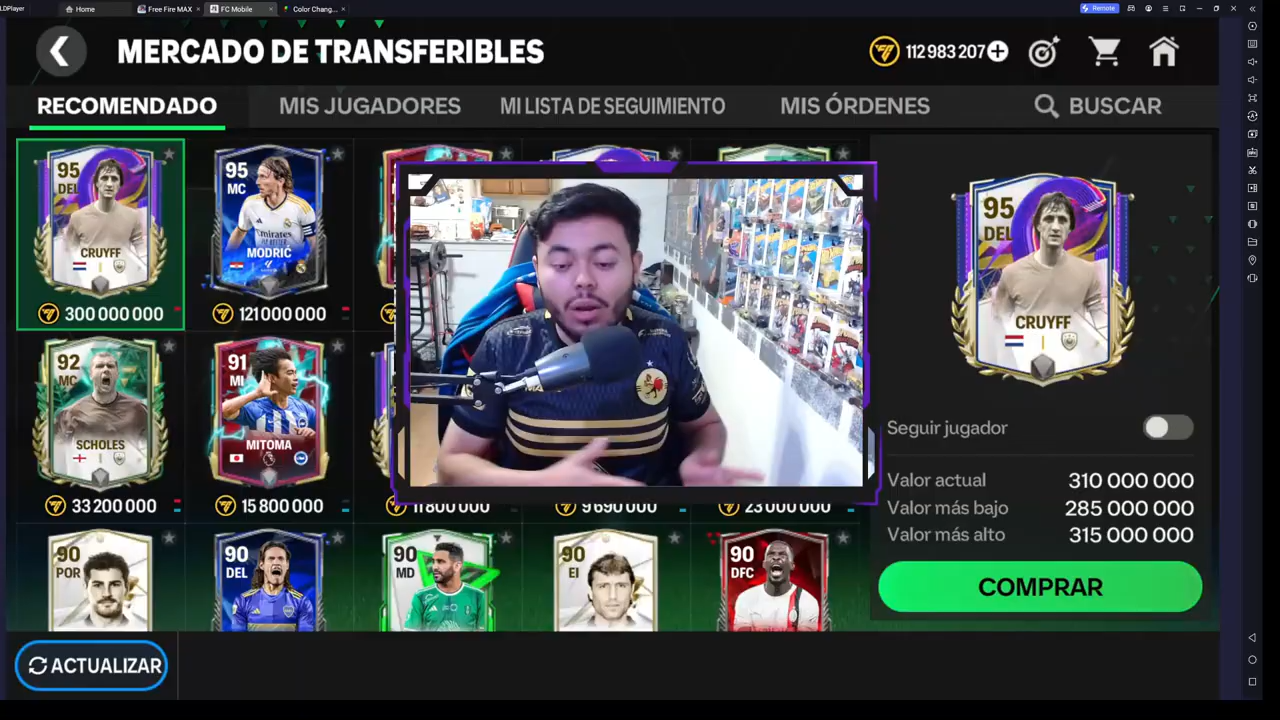 LDPlayer
Home
Free Fire MAX
FC Mobile
Color Chang...
Remote
MERCADO DE TRANSFERIBLES
112 983 207
RECOMENDADO
MIS JUGADORES
MI LISTA DE SEGUIMIENTO
MIS ÓRDENES
BUSCAR
95
DEL
CRUYFF
300 000 000
95
MC
MODRIC
121 000 000
92
MC
SCHOLES
33 200 000
91
MI
MITOMA
15 800 000
11 800 000
9 690 000
23 000 000
90
POR
90
DEL
90
MD
90
EI
90
DFC
95
DEL
CRUYFF
Seguir jugador
Valor actual 310 000 000
Valor más bajo 285 000 000
Valor más alto 315 000 000
COMPRAR
ACTUALIZAR